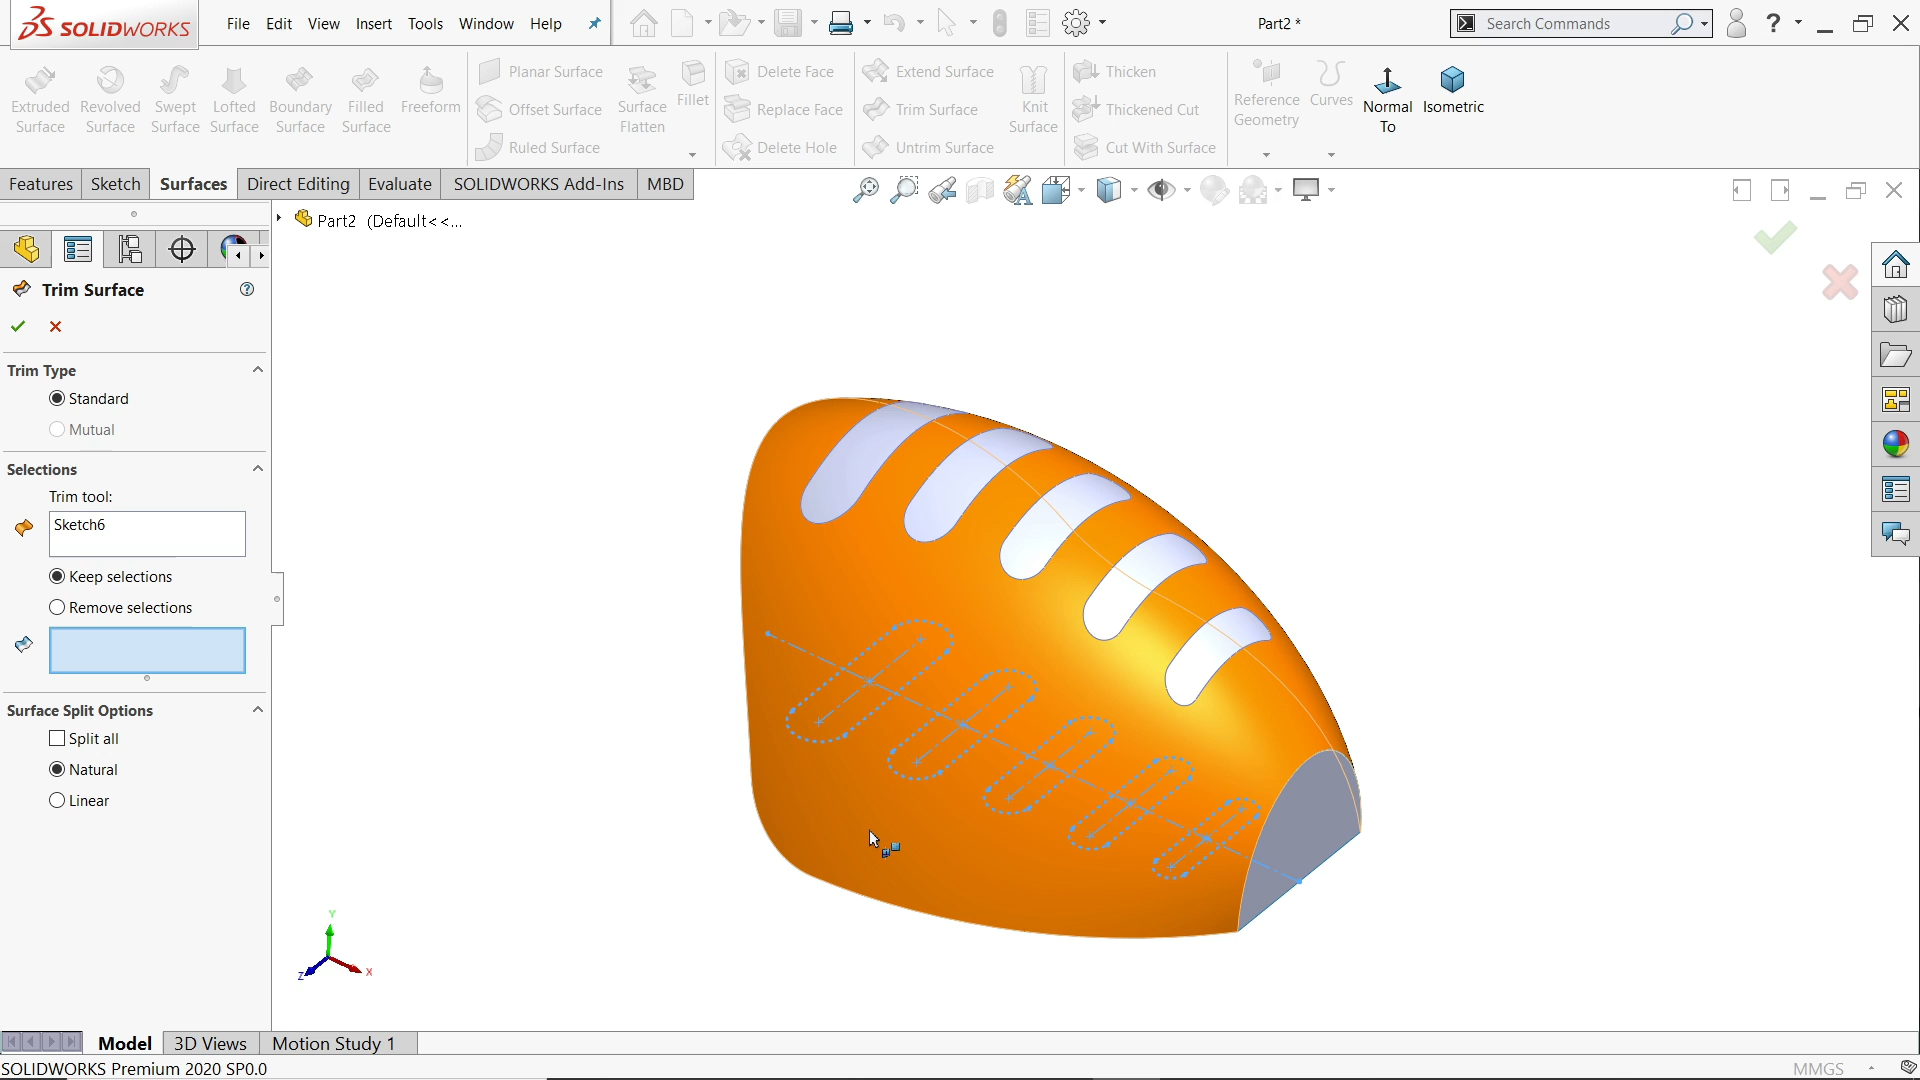 SOLIDWORKS File Edit View Insert Tools Window Help Part2 * Search Commands ?
Extruded Surface
Revolved Surface
Swept Surface
Lofted Surface
Boundary Surface
Filled Surface
Freeform
Planar Surface
Offset Surface
Ruled Surface
Surface Flatten
Fillet
Delete Face
Replace Face
Delete Hole
Extend Surface
Trim Surface
Untrim Surface
Knit Surface
Thicken
Thickened Cut
Cut With Surface
Reference Geometry
Curves
Normal To
Isometric
Features Sketch Surfaces Direct Editing Evaluate SOLIDWORKS Add-Ins MBD
Part2 (Default<<...
Trim Surface
Trim Type
Standard
Mutual
Selections
Trim tool:
Sketch6
Keep selections
Remove selections
Surface Split Options
Split all
Natural
Linear
Y
Z
X
Model 3D Views Motion Study 1
SOLIDWORKS Premium 2020 SP0.0 MMGS